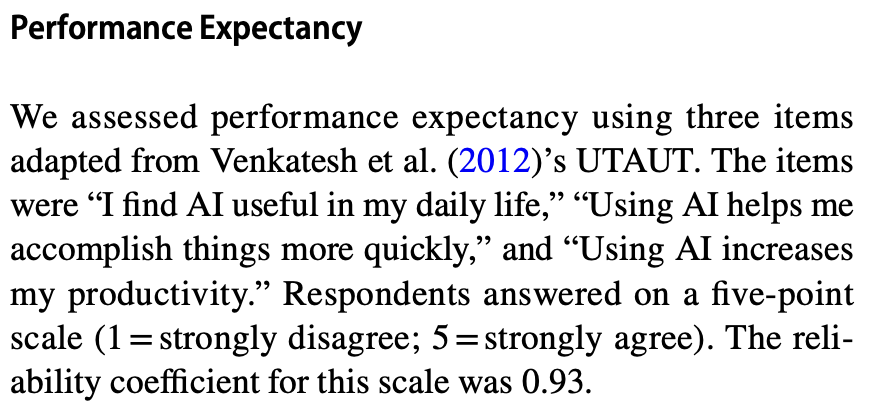 Performance Expectancy
We assessed performance expectancy using three items
adapted from Venkatesh et al. (2012)’s UTAUT. The items
were “I find AI useful in my daily life,” “Using AI helps me
accomplish things more quickly,” and “Using AI increases
my productivity.” Respondents answered on a five-point
scale (1 = strongly disagree; 5 = strongly agree). The reli-
ability coefficient for this scale was 0.93.